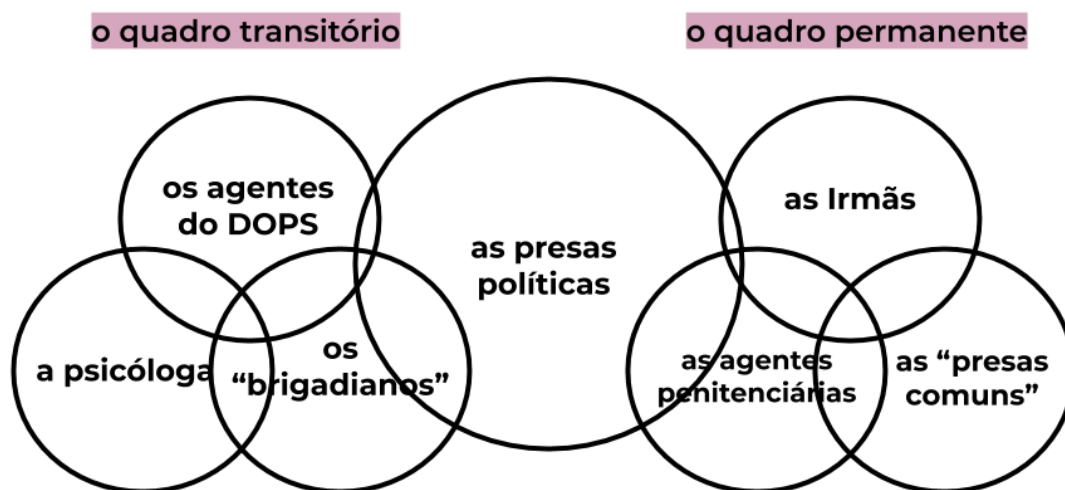 o quadro transitório
o quadro permanente
os agentes
do DOPS
as presas
políticas
as Irmãs
a psicóloga
os
“brigadianos”
as agentes
penitenciárias
as “presas
comuns”